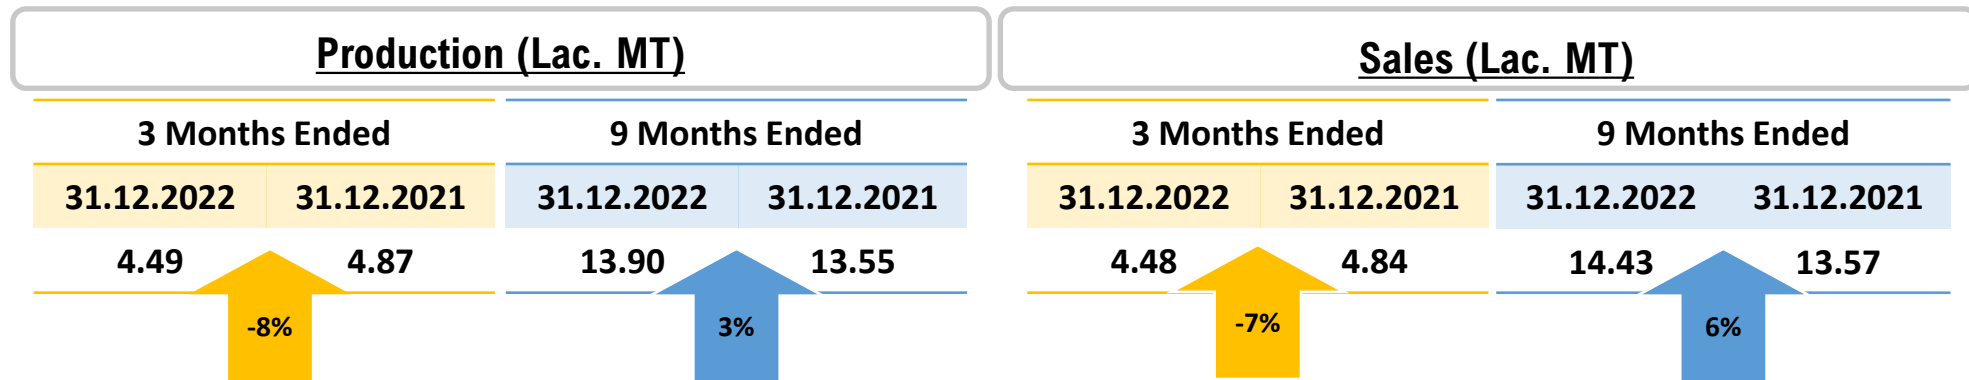 Production (Lac. MT)
3 Months Ended 9 Months Ended
31.12.2022 31.12.2021 31.12.2022 31.12.2021
4.49 4.87 13.90 13.55
-8% 3%
Sales (Lac. MT)
3 Months Ended 9 Months Ended
31.12.2022 31.12.2021 31.12.2022 31.12.2021
4.48 4.84 14.43 13.57
-7% 6%